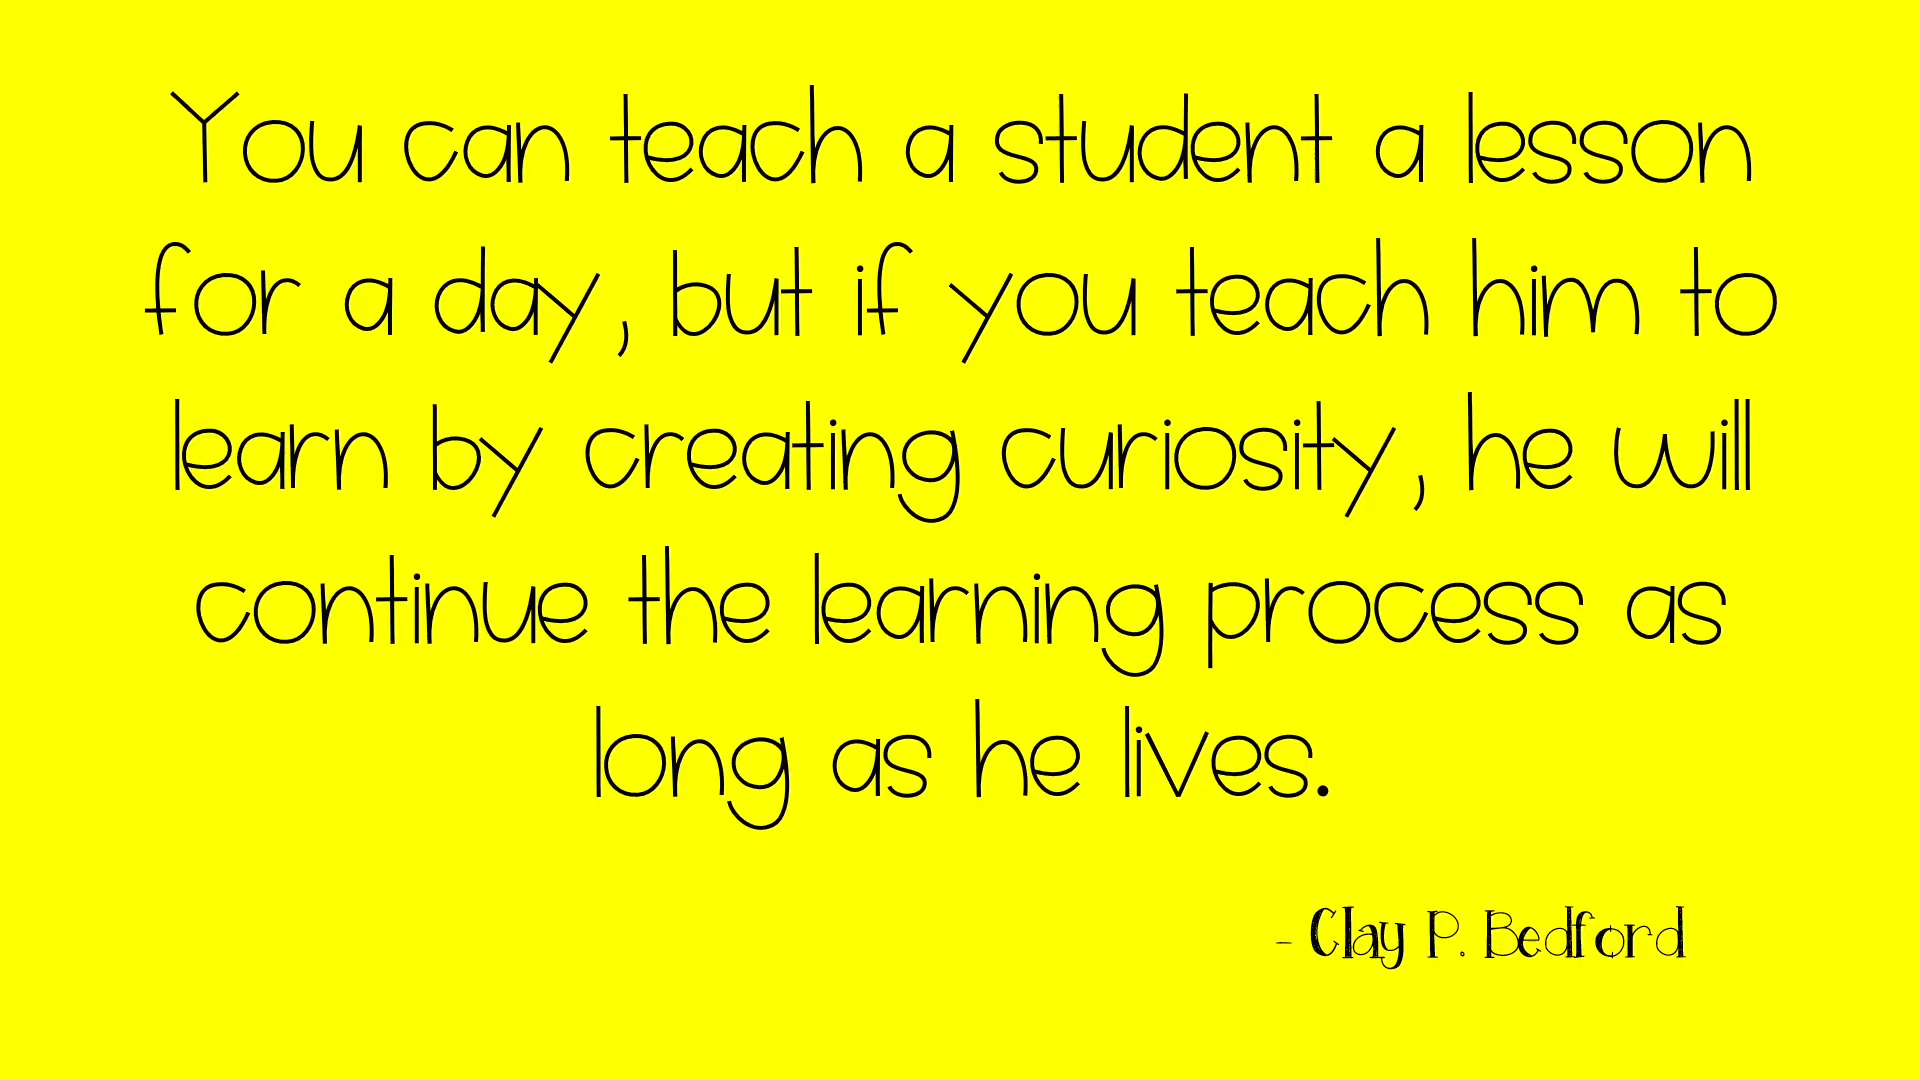 You can teach a student a lesson
for a day, but if you teach him to
learn by creating curiosity, he will
continue the learning process as
long as he lives.
- Clay P. Bedford